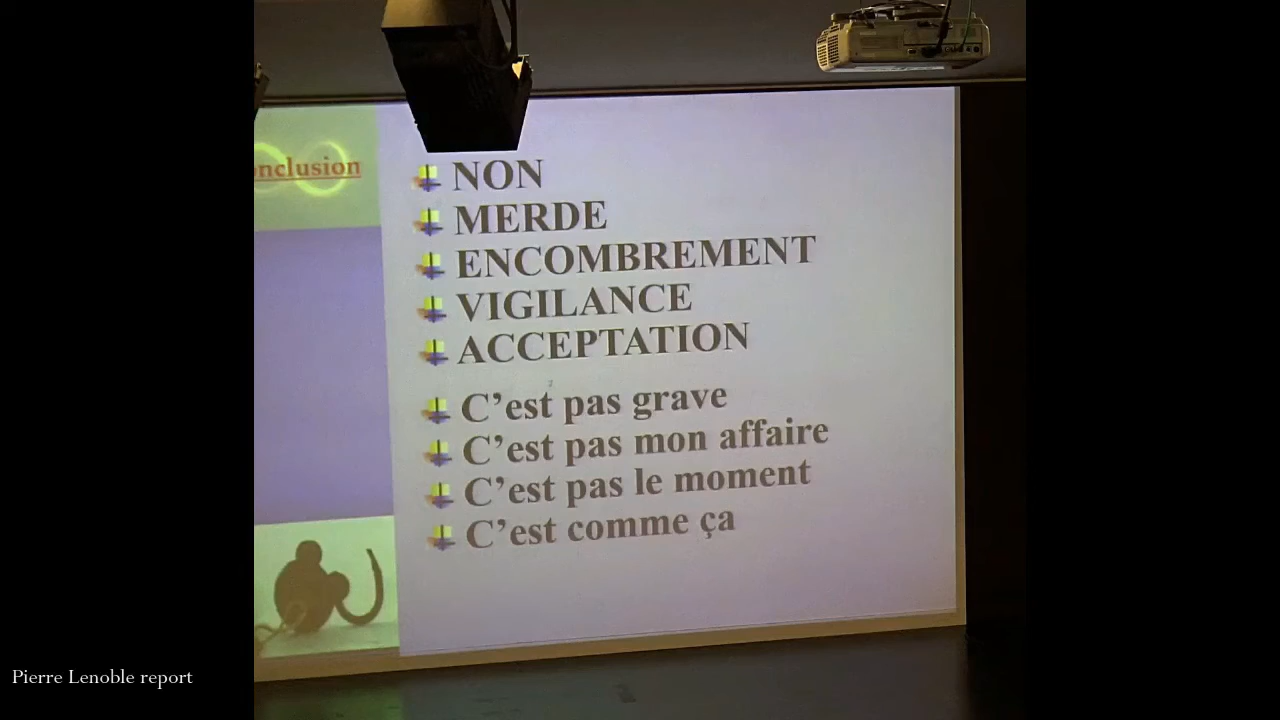 onclusion
NON
MERDE
ENCOMBREMENT
VIGILANCE
ACCEPTATION
C’est pas grave
C’est pas mon affaire
C’est pas le moment
C’est comme ça
Pierre Lenoble report